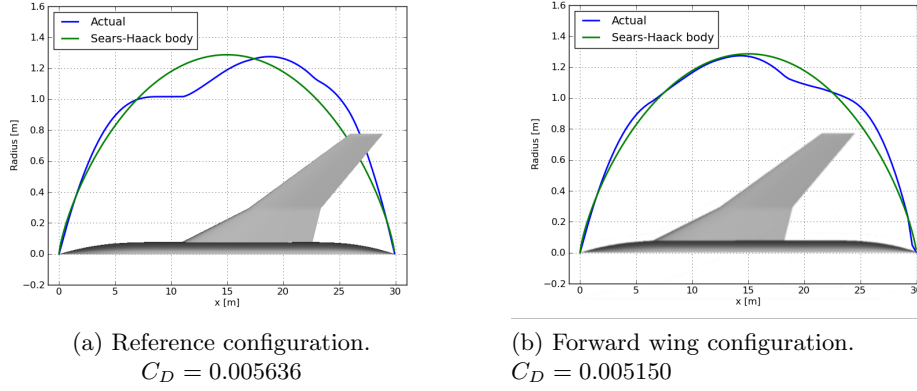 1.6
1.4
1.2
1.0
0.8
0.6
0.4
0.2
0.0
−0.2
Radius [m]
Actual
Sears-Haack body
0
5
10
15
20
25
30
x [m]
1.6
1.4
1.2
1.0
0.8
0.6
0.4
0.2
0.0
−0.2
Radius [m]
Actual
Sears-Haack body
0
5
10
15
20
25
30
x [m]
(a) Reference configuration.
C_D = 0.005636
(b) Forward wing configuration.
C_D = 0.005150